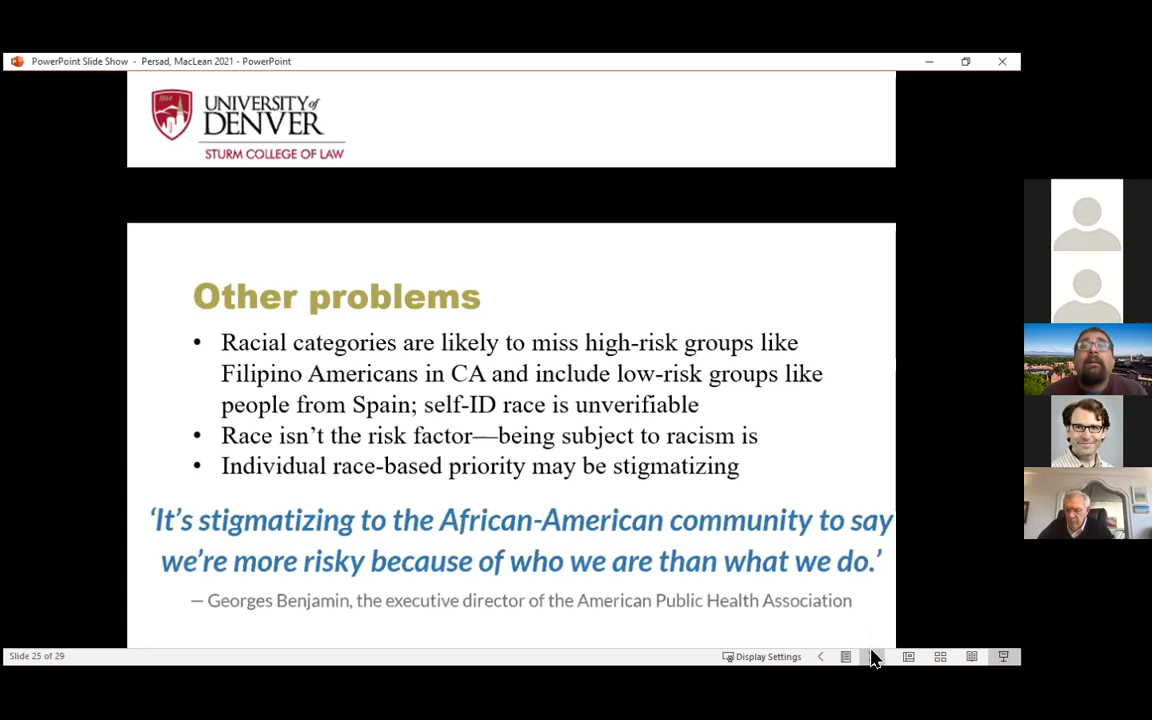 PowerPoint Slide Show - Persad, MacLean 2021 - PowerPoint
UNIVERSITY of
DENVER
STURM COLLEGE OF LAW
Other problems
• Racial categories are likely to miss high-risk groups like
Filipino Americans in CA and include low-risk groups like
people from Spain; self-ID race is unverifiable
• Race isn’t the risk factor—being subject to racism is
• Individual race-based priority may be stigmatizing
‘It’s stigmatizing to the African-American community to say
we’re more risky because of who we are than what we do.’
— Georges Benjamin, the executive director of the American Public Health Association
Slide 25 of 29
Display Settings